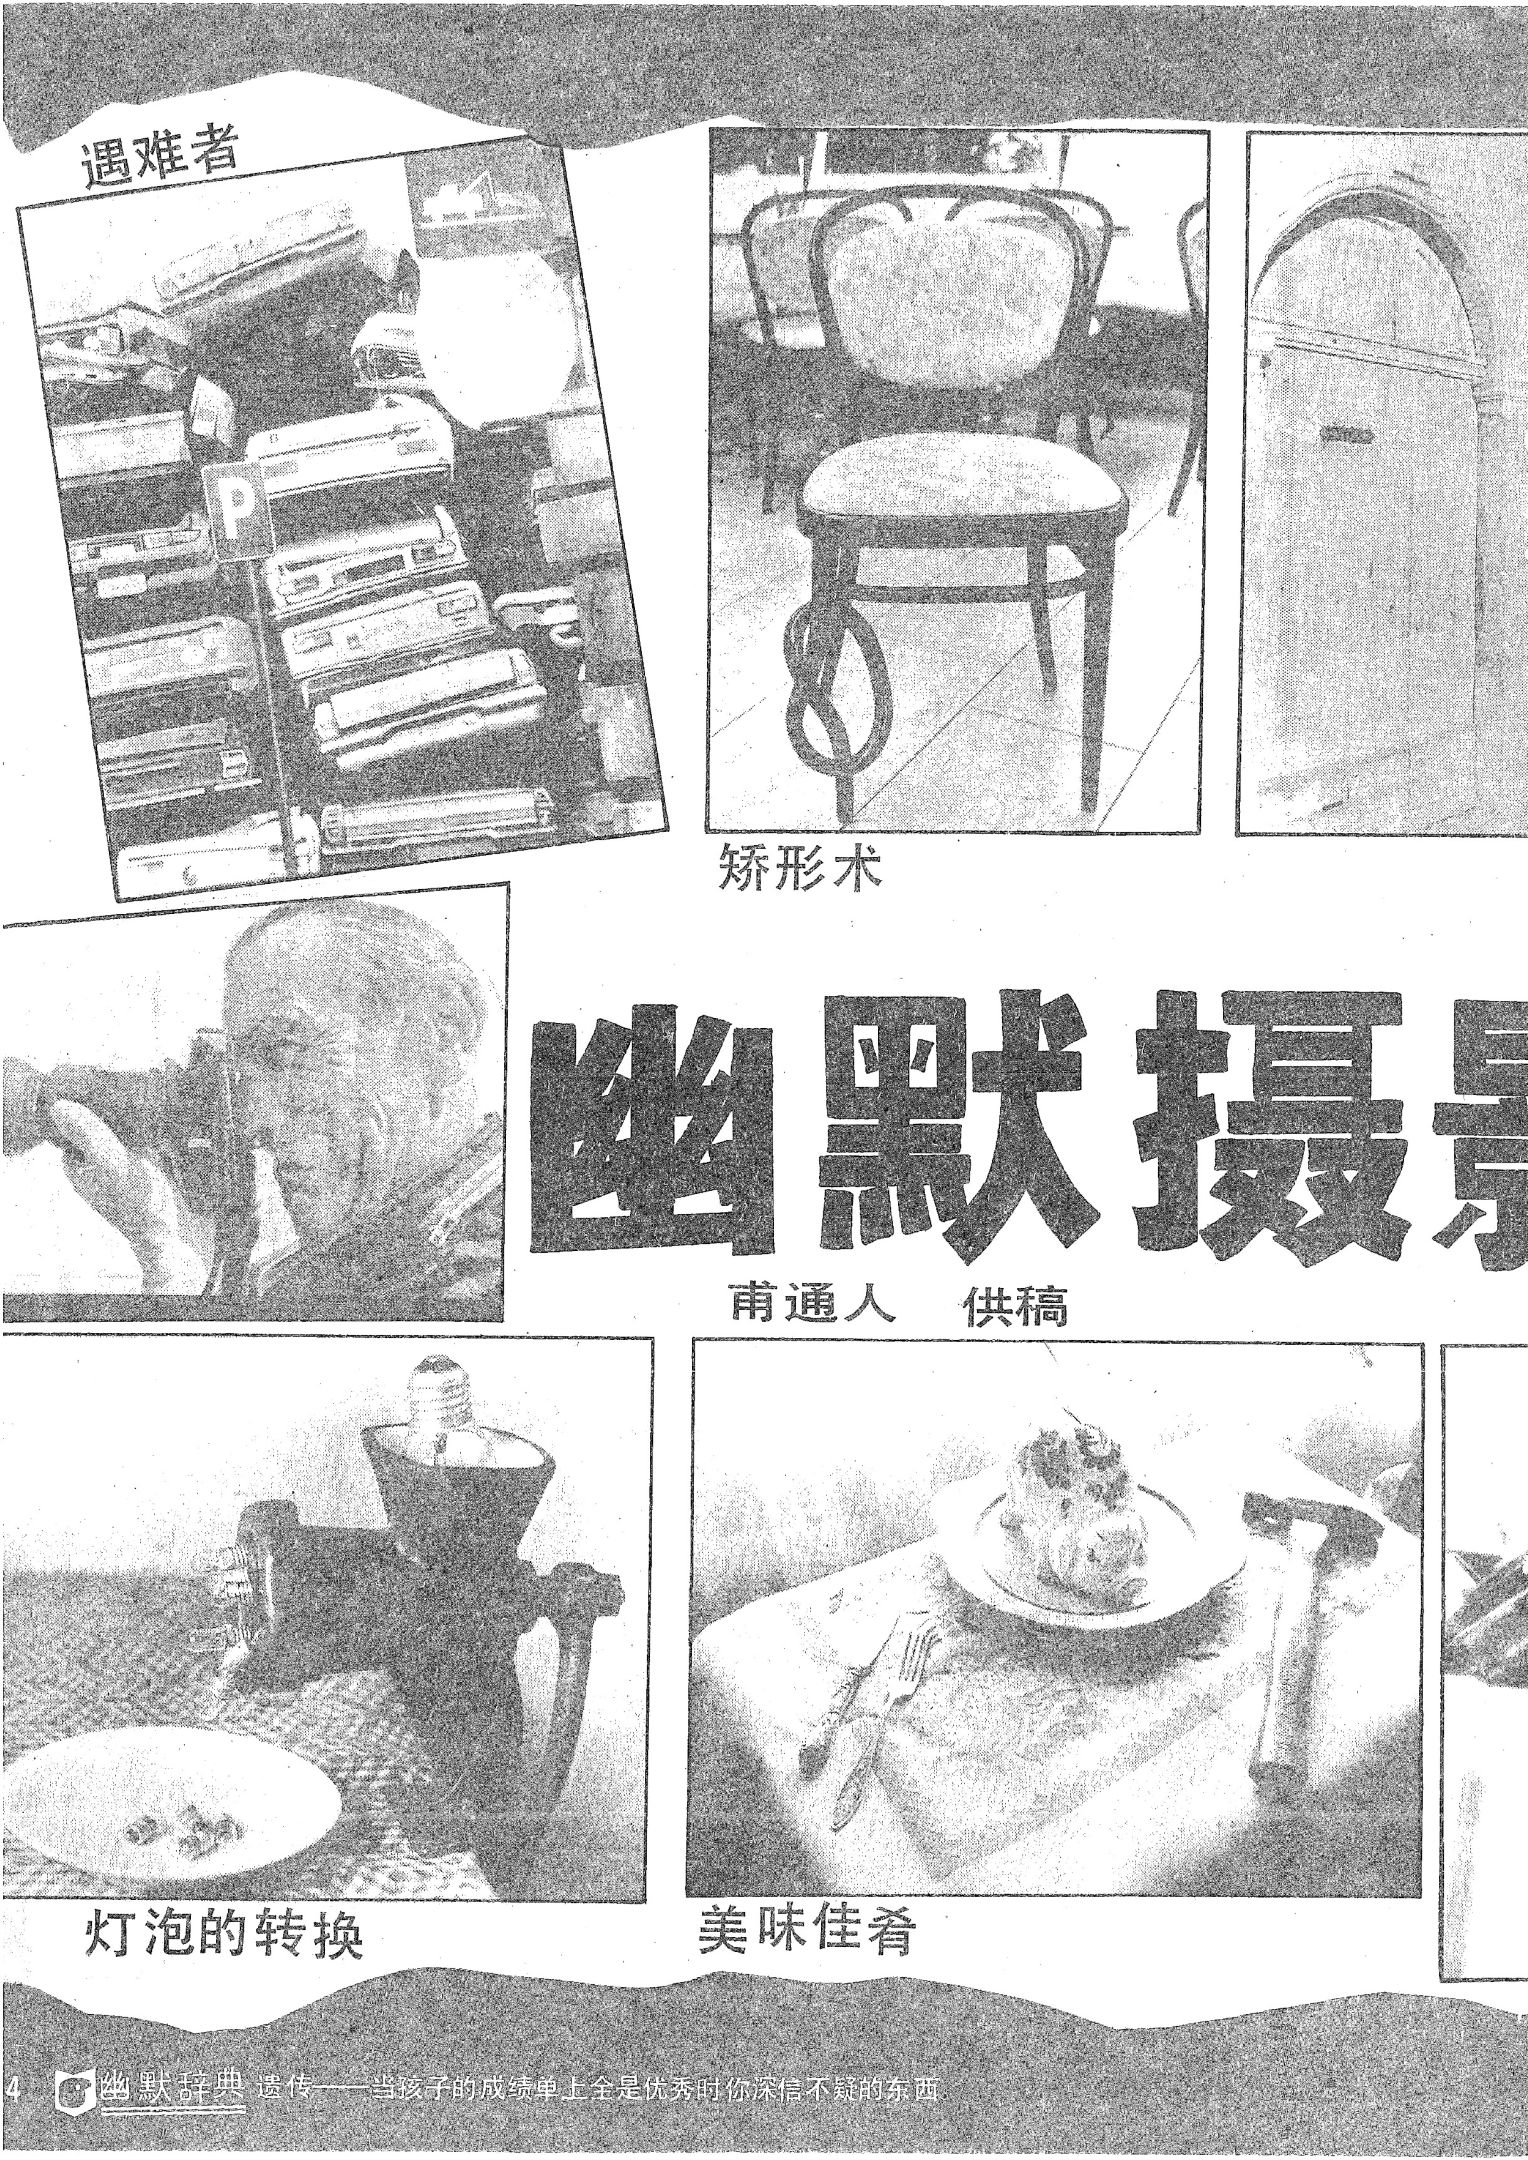 遇难者
P
矫形术
幽默摄影
甫通人 供稿
灯泡的转换
美味佳肴
4 幽默辞典 遗传——当孩子的成绩单上全是优秀时你深信不疑的东西